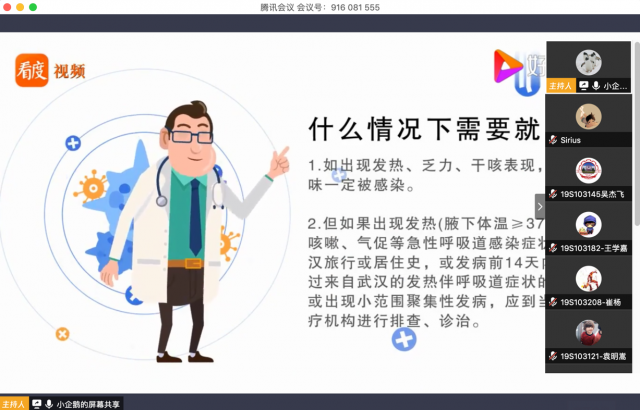 腾讯会议 会议号：916 081 555
看度 视频
好
什么情况下需要就
1.如出现发热、乏力、干咳表现，
味一定被感染。
2.但如果出现发热(腋下体温≥37
咳嗽、气促等急性呼吸道感染症状
汉旅行或居住史，或发病前14天内
过来自武汉的发热伴呼吸道症状的
或出现小范围聚集性发病，应到当
疗机构进行排查、诊治。
主持人 小企...
Sirius
19S103145吴杰飞
19S103182-王学嘉
19S103208-崔杨
19S103121-袁明嵩
主持人 小企鹅的屏幕共享